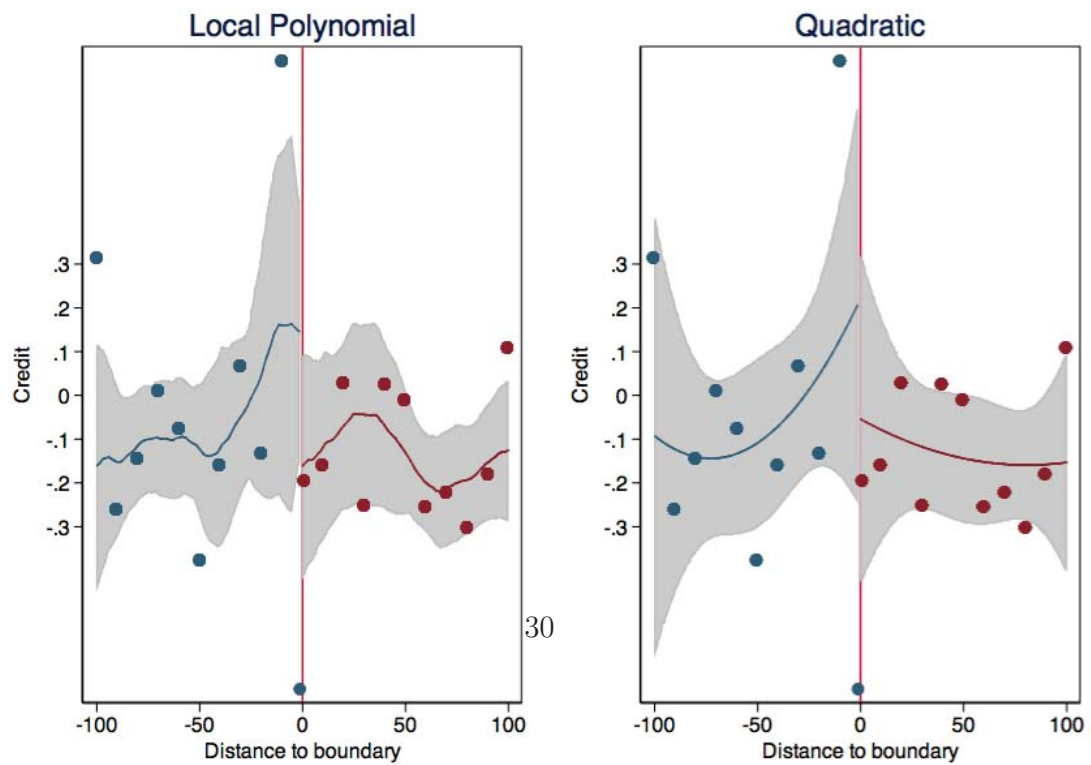 Local Polynomial
Credit
.3
.2
.1
0
-.1
-.2
-.3
-100 -50 0 50 100
Distance to boundary
Quadratic
Credit
.3
.2
.1
0
-.1
-.2
-.3
-100 -50 0 50 100
Distance to boundary
30